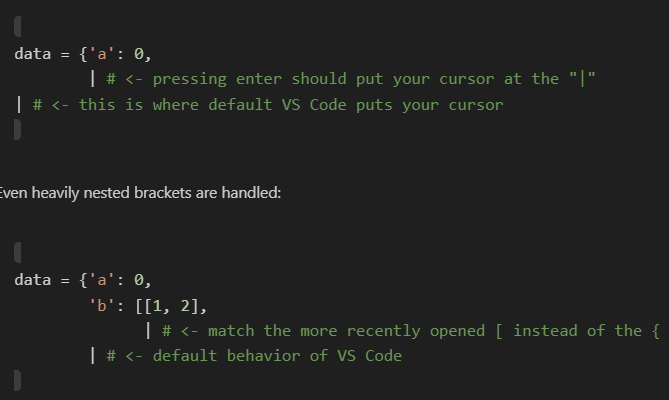 data = {'a': 0,
| # <- pressing enter should put your cursor at the "|"
| # <- this is where default VS Code puts your cursor
Even heavily nested brackets are handled:
data = {'a': 0,
'b': [[1, 2],
| # <- match the more recently opened [ instead of the {
| # <- default behavior of VS Code